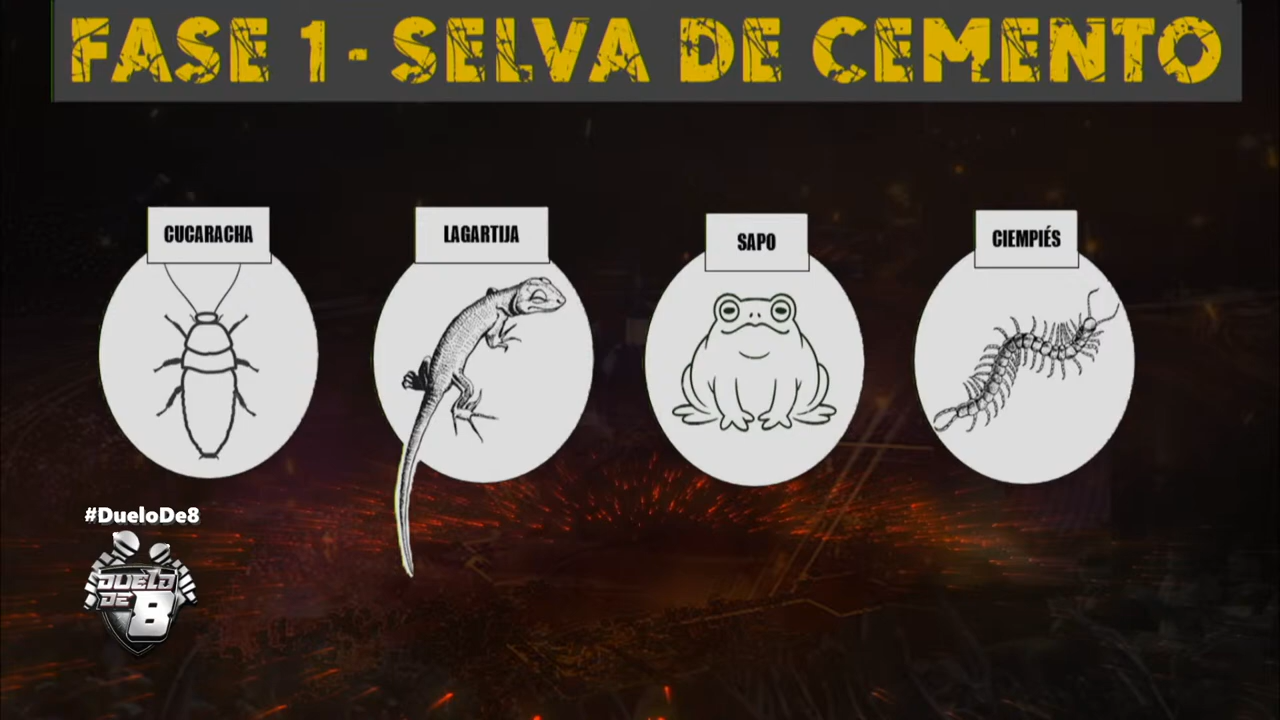 FASE 1 - SELVA DE CEMENTO
CUCARACHA
LAGARTIJA
SAPO
CIEMPIÉS
#DueloDe8
DUELO
DE 8